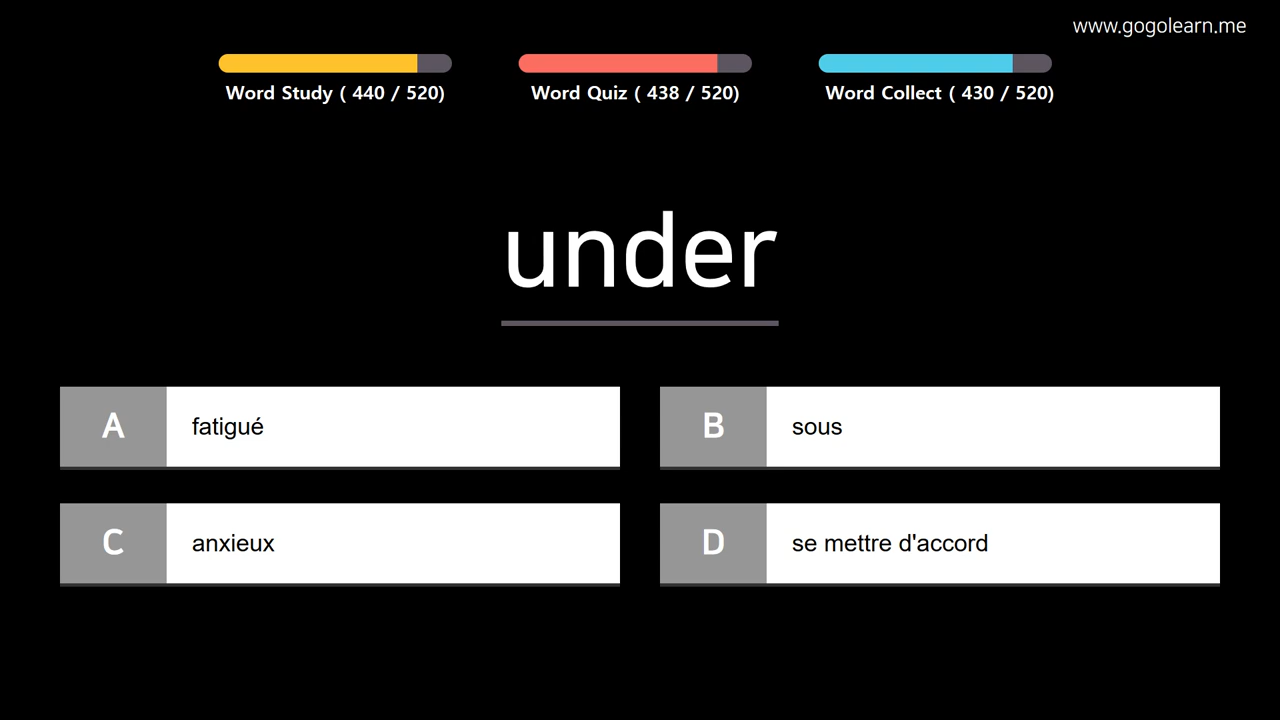 www.gogolearn.me
Word Study ( 440 / 520)
Word Quiz ( 438 / 520)
Word Collect ( 430 / 520)
under
A fatigué
B sous
C anxieux
D se mettre d'accord